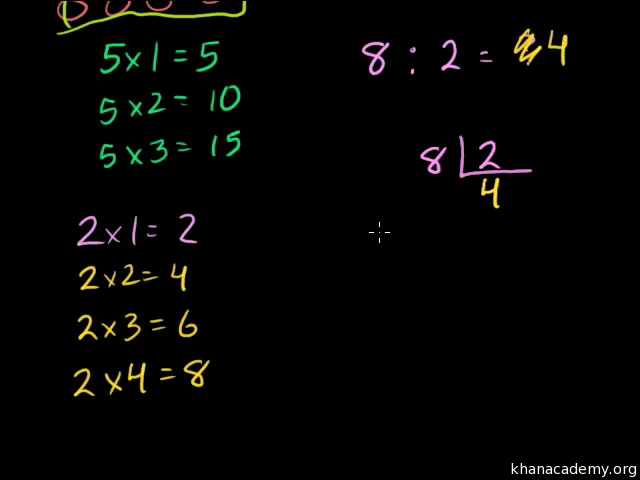 5x1=5
5x2=10
5x3=15
2x1=2
2x2=4
2x3=6
2x4=8
8:2=4
8 2
4
khanacademy.org